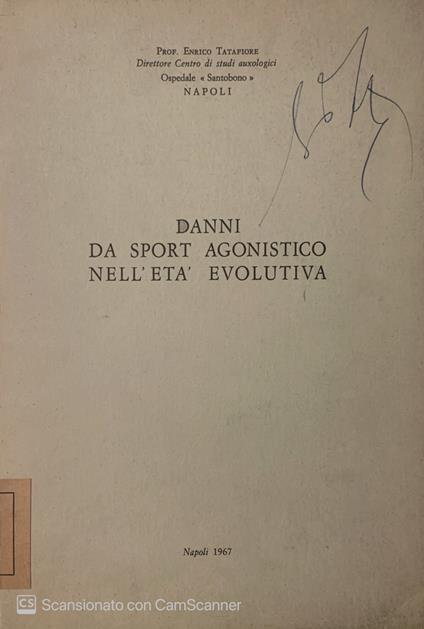 PROF. ENRICO TATAFIORE
Direttore Centro di studi auxologici
Ospedale « Santobono »
NAPOLI
DANNI
DA SPORT AGONISTICO
NELL'ETA' EVOLUTIVA
Napoli 1967
CS Scansionato con CamScanner